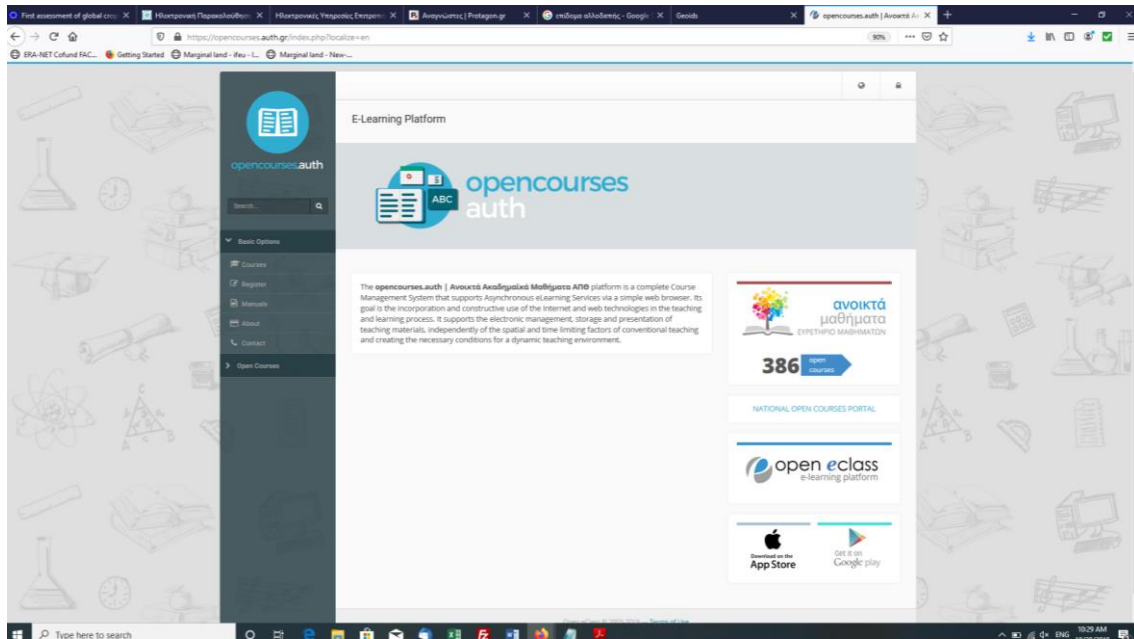 First assessment of global crop
Ηλεκτρονική Παρακολούθησ
Ηλεκτρονικές Υπηρεσίες Επιτροπ
Αναγνώστες | Protagon.gr
επίδομα αλλοδαπής - Google
Geoids
opencourses.auth | Ανοικτά Α
90%
https://opencourses.auth.gr/index.php?localize=en
ERA-NET Cofund FAC...
Getting Started
Marginal land - ifeu - I...
Marginal land - New-...
E-Learning Platform
opencourses.auth
opencourses
auth
ABC
Search...
Basic Options
Courses
Register
Manuals
About
Contact
Open Courses
The opencourses.auth | Ανοικτά Ακαδημαϊκά Μαθήματα ΑΠΘ platform is a complete Course
Management System that supports Asynchronous eLearning Services via a simple web browser. Its
goal is the incorporation and constructive use of the Internet and web technologies in the teaching
and learning process. It supports the electronic management, storage and presentation of
teaching materials, independently of the spatial and time limiting factors of conventional teaching
and creating the necessary conditions for a dynamic teaching environment.
ανοικτά
μαθήματα
ΕΥΡΕΤΗΡΙΟ ΜΑΘΗΜΑΤΩΝ
386 open
courses
NATIONAL OPEN COURSES PORTAL
open eclass
e-learning platform
Download on the
App Store
Get it on
Google play
Terms of Use
Type here to search
ENG
10:29 AM